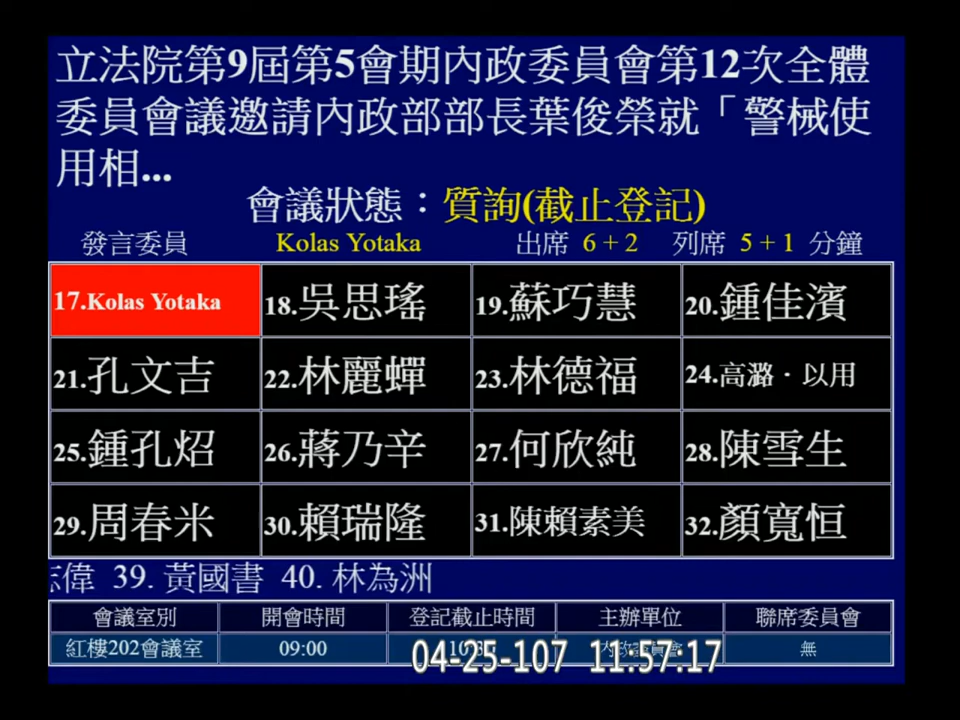 立法院第9屆第5會期內政委員會第12次全體
委員會議邀請內政部部長葉俊榮就「警械使
用相...
會議狀態：質詢(截止登記)
發言委員 Kolas Yotaka 出席 6 + 2 列席 5 + 1 分鐘
17.Kolas Yotaka 18.吳思瑤 19.蘇巧慧 20.鍾佳濱
21.孔文吉 22.林麗蟬 23.林德福 24.高潞．以用
25.鍾孔炤 26.蔣乃辛 27.何欣純 28.陳雪生
29.周春米 30.賴瑞隆 31.陳賴素美 32.顏寬恒
志偉 39. 黃國書 40. 林為洲
會議室別 開會時間 登記截止時間 主辦單位 聯席委員會
紅樓202會議室 09:00 內政委員會 無
04-25-107 11:57:17